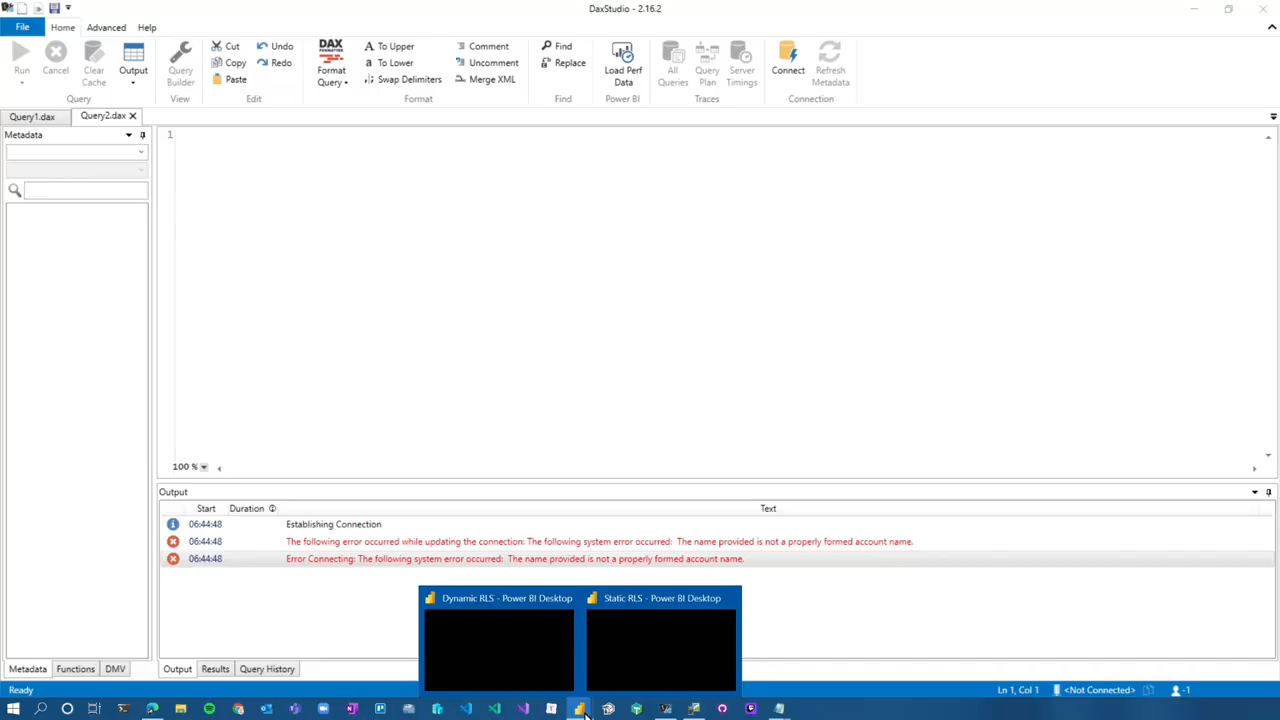 DaxStudio - 2.16.2
File Home Advanced Help
Run Cancel Clear Cache Output
Query
Query Builder
View
Cut Undo
Copy Redo
Paste
Edit
DAX FORMATTER
Format Query
To Upper Comment
To Lower Uncomment
Swap Delimiters Merge XML
Format
Find
Replace
Find
Load Perf Data
Power BI
All Queries Query Plan Server Timings
Traces
Connect Refresh Metadata
Connection
Query1.dax Query2.dax
Metadata
1
100 %
Output
Start Duration Text
06:44:48 Establishing Connection
06:44:48 The following error occurred while updating the connection: The following system error occurred: The name provided is not a properly formed account name.
06:44:48 Error Connecting: The following system error occurred: The name provided is not a properly formed account name.
Dynamic RLS - Power BI Desktop Static RLS - Power BI Desktop
Metadata Functions DMV Output Results Query History
Ready Ln 1, Col 1 <Not Connected> -1